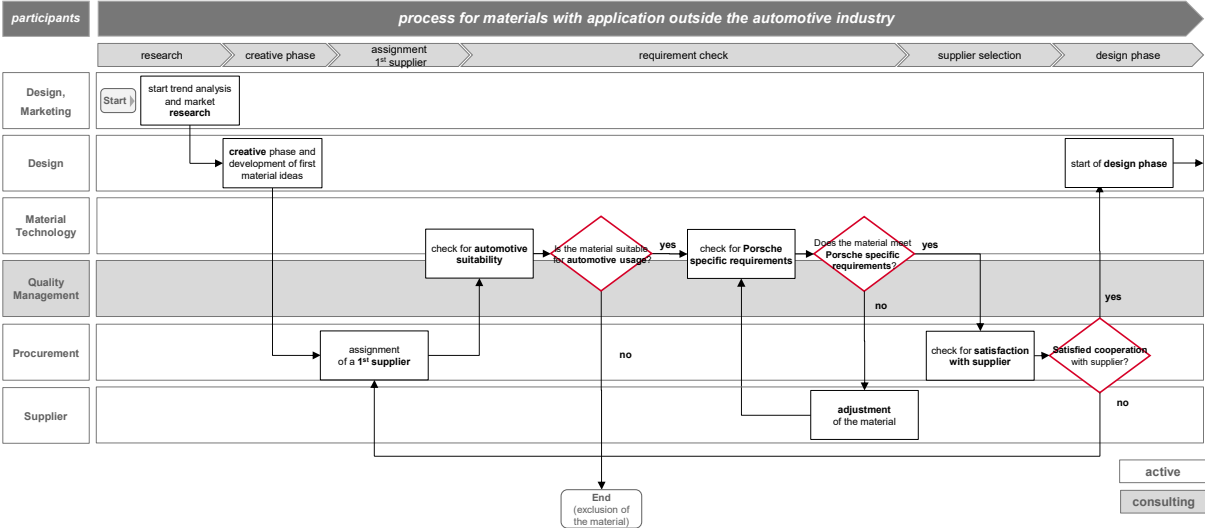 participants
process for materials with application outside the automotive industry
research
creative phase
assignment
1st supplier
requirement check
supplier selection
design phase
Design,
Marketing
Start
start trend analysis
and market
research
Design
creative phase and
development of first
material ideas
start of design phase
Material
Technology
check for automotive
suitability
Is the material suitable
for automotive usage?
yes
check for Porsche
specific requirements
Does the material meet
Porsche specific
requirements?
yes
Quality
Management
no
yes
Procurement
assignment
of a 1st supplier
no
check for satisfaction
with supplier
Satisfied cooperation
with supplier?
Supplier
adjustment
of the material
no
End
(exclusion of
the material)
active
consulting